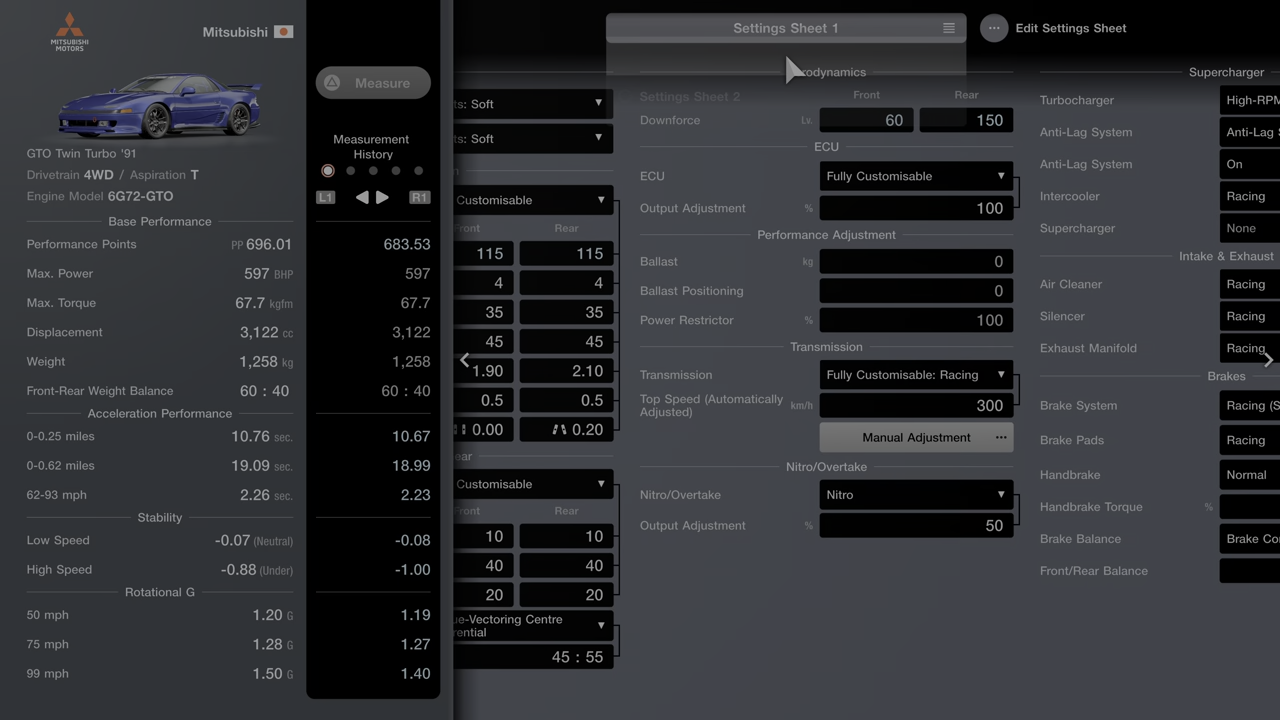 MITSUBISHI
MOTORS
Mitsubishi
GTO Twin Turbo '91
Drivetrain 4WD / Aspiration T
Engine Model 6G72-GTO
Base Performance
Performance Points PP 696.01
Max. Power 597 BHP
Max. Torque 67.7 kgfm
Displacement 3,122 cc
Weight 1,258 kg
Front-Rear Weight Balance 60 : 40
Acceleration Performance
0-0.25 miles 10.76 sec.
0-0.62 miles 19.09 sec.
62-93 mph 2.26 sec.
Stability
Low Speed -0.07 (Neutral)
High Speed -0.88 (Under)
Rotational G
50 mph 1.20 G
75 mph 1.28 G
99 mph 1.50 G
Measure
Measurement
History
L1 R1
683.53
597
67.7
3,122
1,258
60 : 40
10.67
18.99
2.23
-0.08
-1.00
1.19
1.27
1.40
Settings Sheet 1
Edit Settings Sheet
Settings Sheet 2
ts: Soft
ts: Soft
Customisable
Front Rear
115 115
4 4
35 35
45 45
1.90 2.10
0.5 0.5
0.00 0.20
ear
Customisable
Front Rear
10 10
40 40
20 20
ue-Vectoring Centre
rential
45 : 55
rodynamics
Front Rear
Downforce Lv. 60 150
ECU
ECU Fully Customisable
Output Adjustment % 100
Performance Adjustment
Ballast kg 0
Ballast Positioning 0
Power Restrictor % 100
Transmission
Transmission Fully Customisable: Racing
Top Speed (Automatically
Adjusted) km/h 300
Manual Adjustment
Nitro/Overtake
Nitro/Overtake Nitro
Output Adjustment % 50
Supercharger
Turbocharger High-RPM
Anti-Lag System Anti-Lag S
Anti-Lag System On
Intercooler Racing
Supercharger None
Intake & Exhaust
Air Cleaner Racing
Silencer Racing
Exhaust Manifold Racing
Brakes
Brake System Racing (S
Brake Pads Racing
Handbrake Normal
Handbrake Torque %
Brake Balance Brake Co
Front/Rear Balance